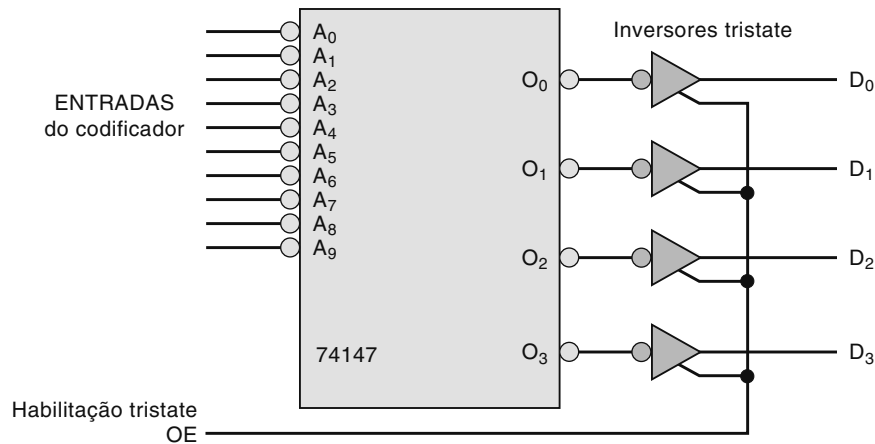 Inversores tristate
ENTRADAS
do codificador
A₀
A₁
A₂
A₃
A₄
A₅
A₆
A₇
A₈
A₉
O₀
O₁
O₂
O₃
D₀
D₁
D₂
D₃
74147
Habilitação tristate
OE